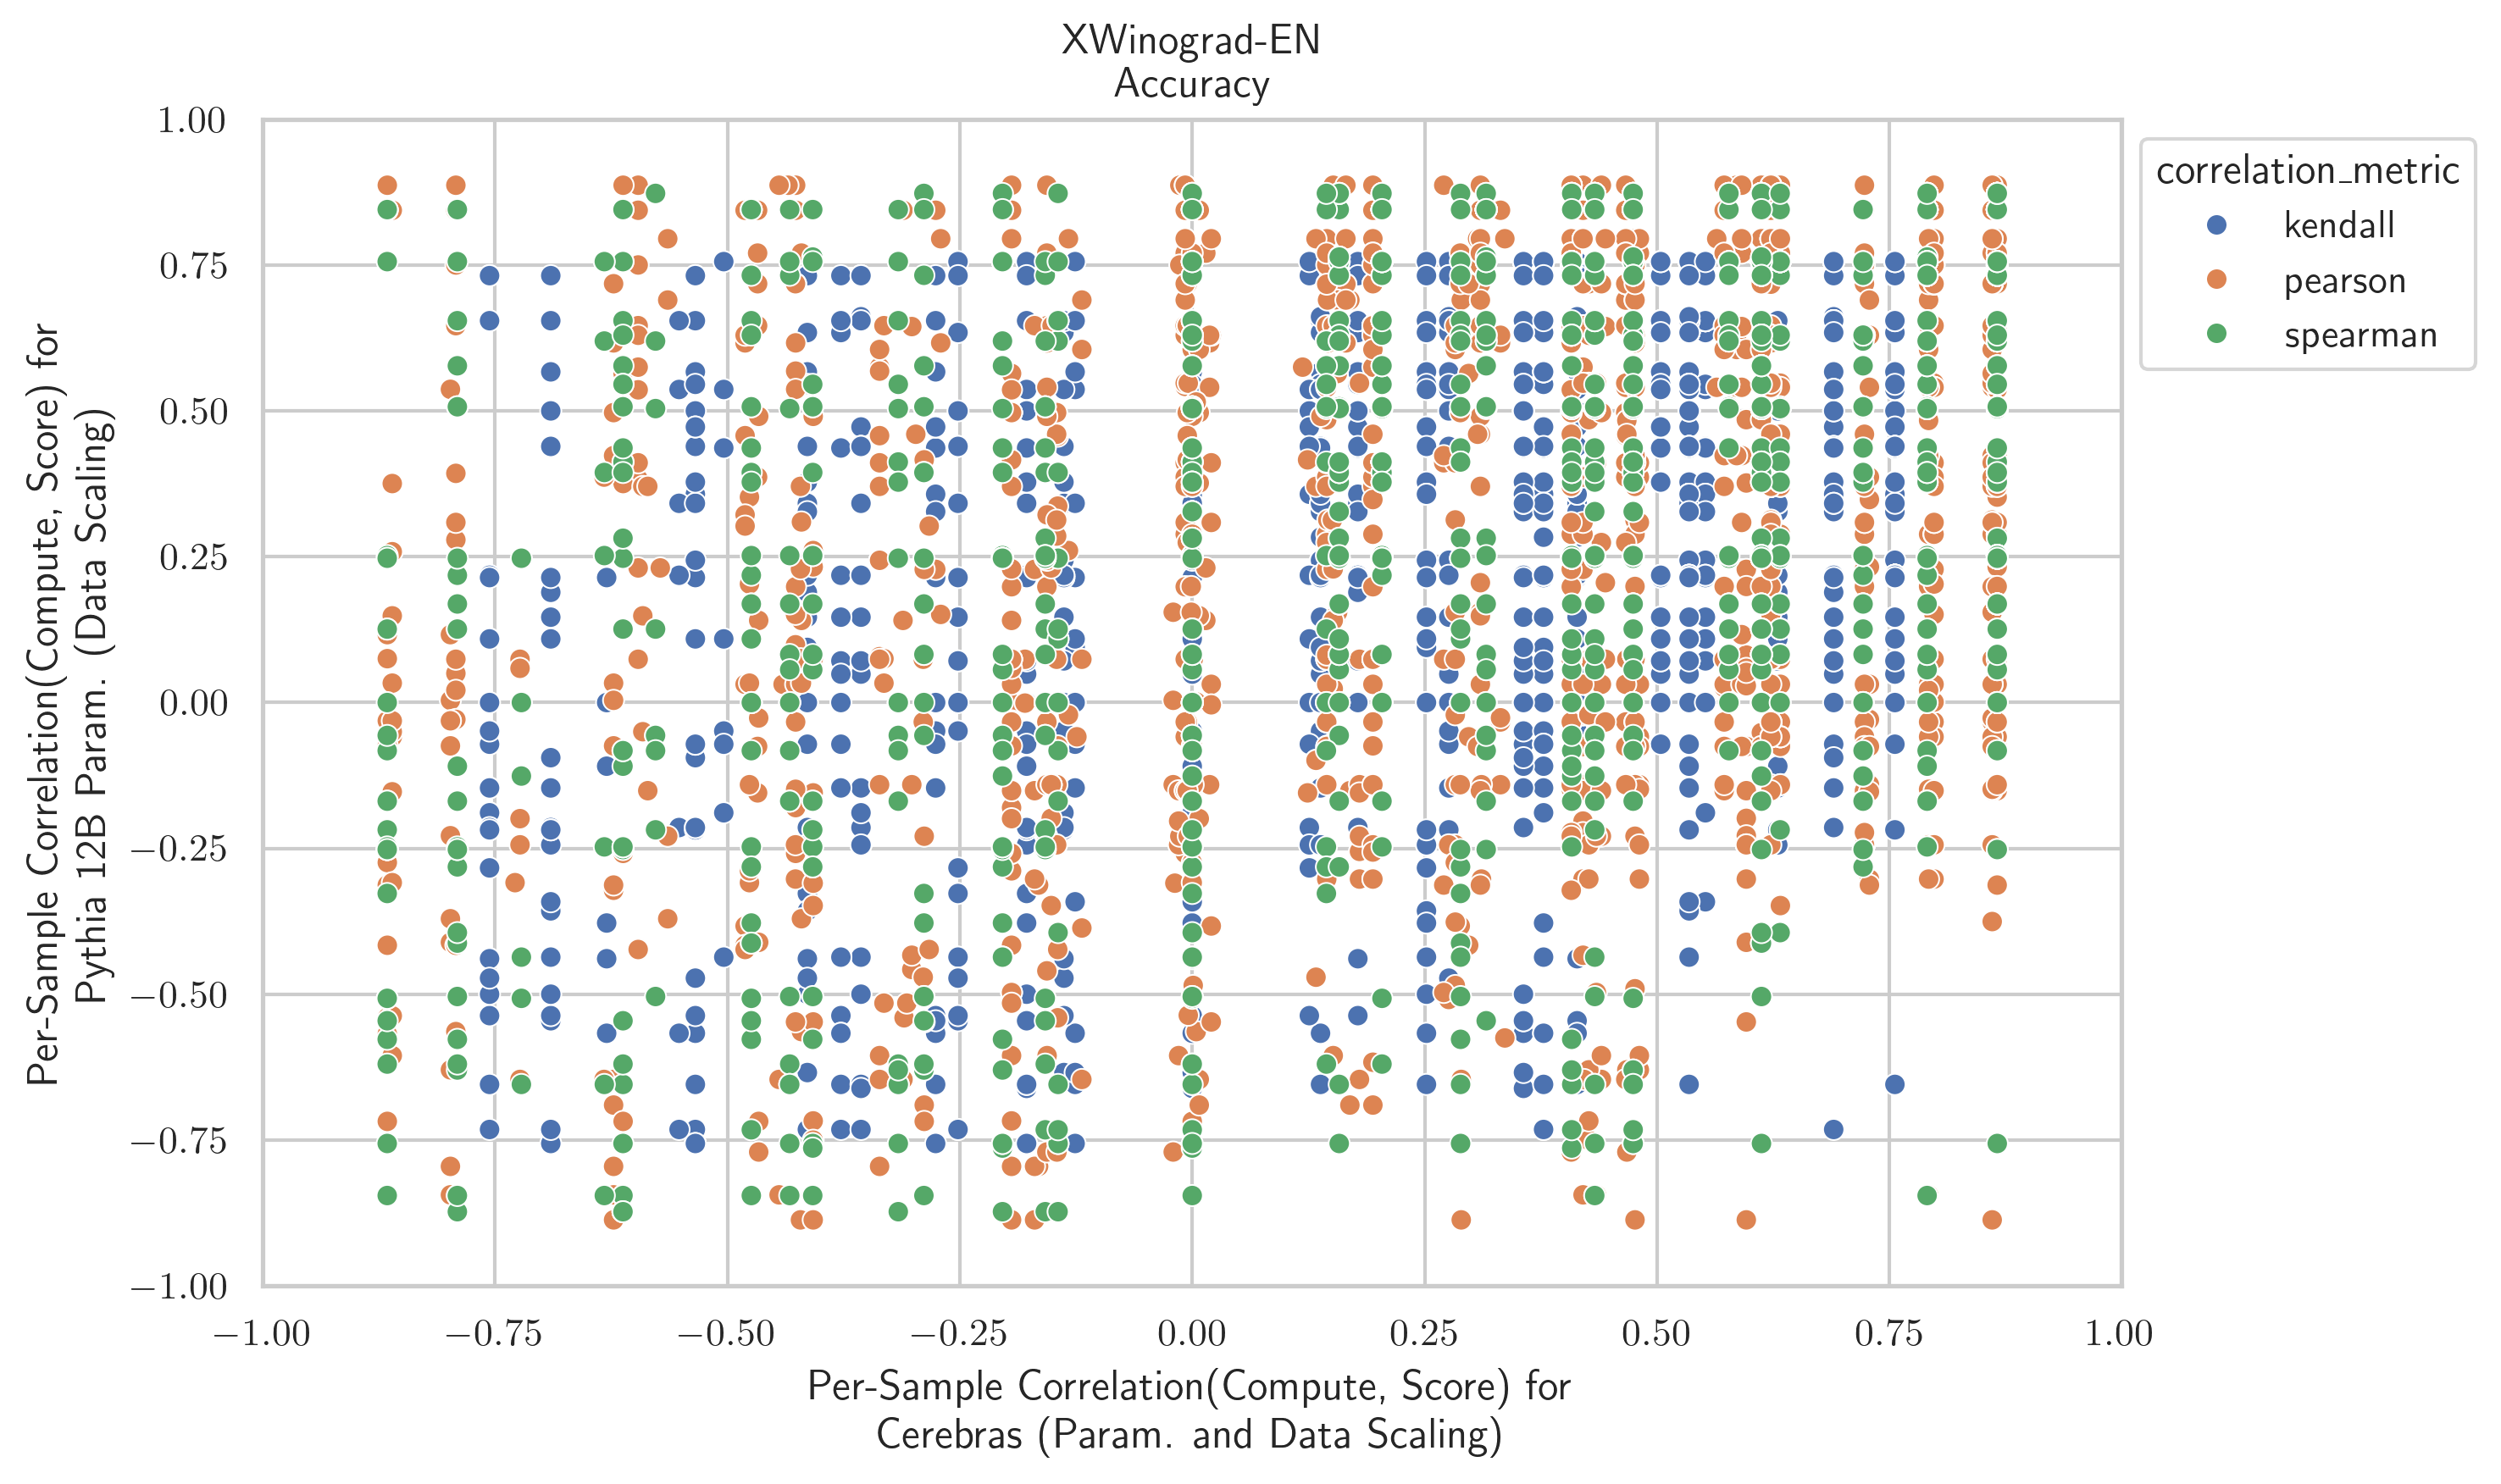 XWinograd-EN
Accuracy
1.00
0.75
0.50
0.25
0.00
−0.25
−0.50
−0.75
−1.00
−1.00
−0.75
−0.50
−0.25
0.00
0.25
0.50
0.75
1.00
Per-Sample Correlation(Compute, Score) for
Pythia 12B Param. (Data Scaling)
Per-Sample Correlation(Compute, Score) for
Cerebras (Param. and Data Scaling)
correlation_metric
kendall
pearson
spearman